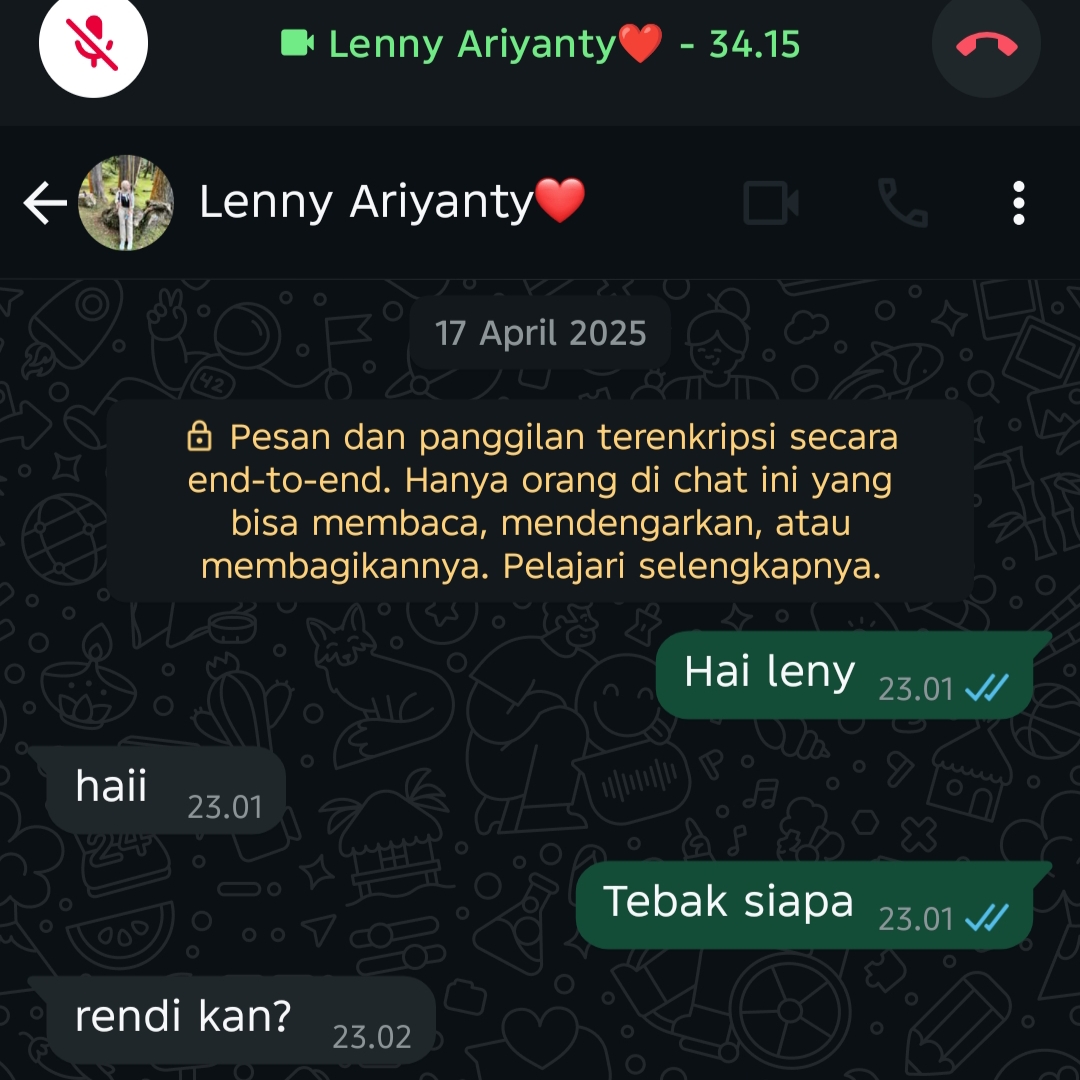 Lenny Ariyanty❤️ - 34.15
Lenny Ariyanty❤️
17 April 2025
Pesan dan panggilan terenkripsi secara
end-to-end. Hanya orang di chat ini yang
bisa membaca, mendengarkan, atau
membagikannya. Pelajari selengkapnya.
Hai leny 23.01
haii 23.01
Tebak siapa 23.01
rendi kan? 23.02